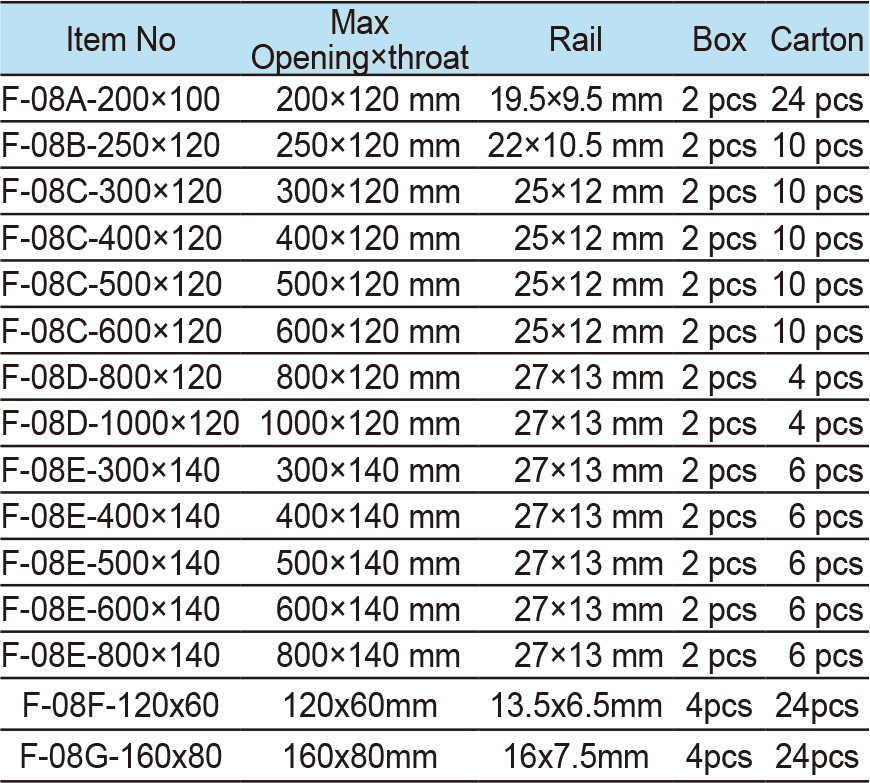 Item No Max Opening×throat Rail Box Carton
F-08A-200×100 200×120 mm 19.5×9.5 mm 2 pcs 24 pcs
F-08B-250×120 250×120 mm 22×10.5 mm 2 pcs 10 pcs
F-08C-300×120 300×120 mm 25×12 mm 2 pcs 10 pcs
F-08C-400×120 400×120 mm 25×12 mm 2 pcs 10 pcs
F-08C-500×120 500×120 mm 25×12 mm 2 pcs 10 pcs
F-08C-600×120 600×120 mm 25×12 mm 2 pcs 10 pcs
F-08D-800×120 800×120 mm 27×13 mm 2 pcs 4 pcs
F-08D-1000×120 1000×120 mm 27×13 mm 2 pcs 4 pcs
F-08E-300×140 300×140 mm 27×13 mm 2 pcs 6 pcs
F-08E-400×140 400×140 mm 27×13 mm 2 pcs 6 pcs
F-08E-500×140 500×140 mm 27×13 mm 2 pcs 6 pcs
F-08E-600×140 600×140 mm 27×13 mm 2 pcs 6 pcs
F-08E-800×140 800×140 mm 27×13 mm 2 pcs 6 pcs
F-08F-120x60 120x60mm 13.5x6.5mm 4pcs 24pcs
F-08G-160x80 160x80mm 16x7.5mm 4pcs 24pcs